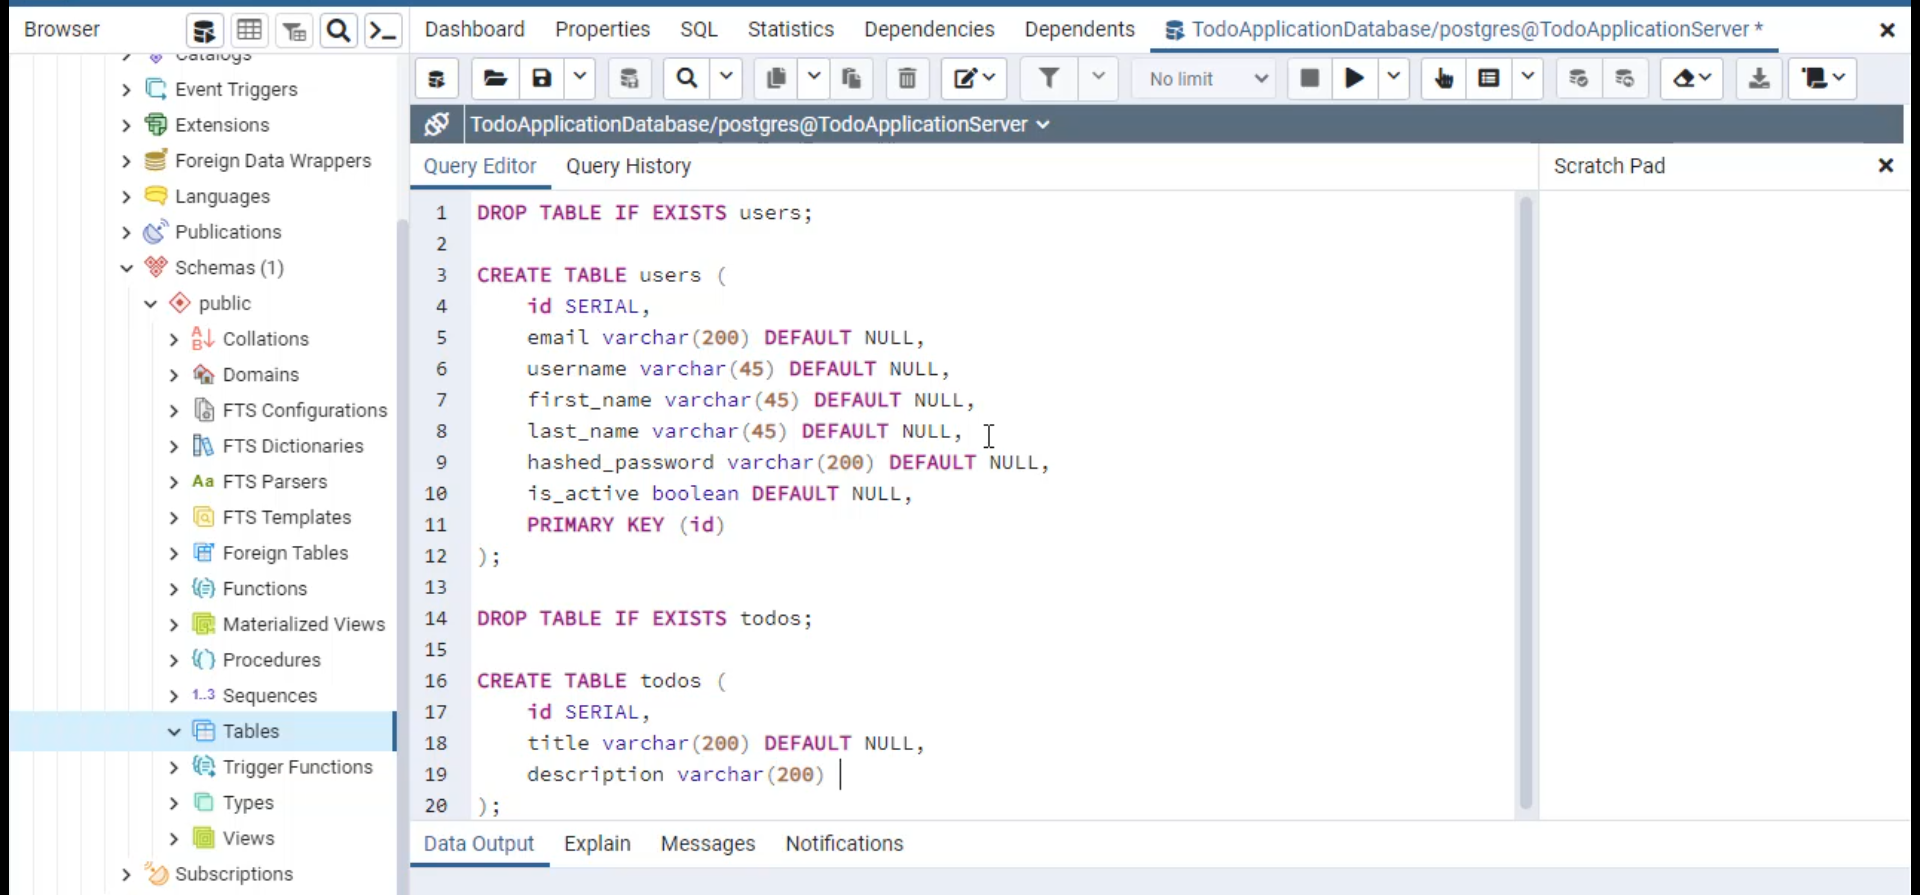 Browser
Dashboard Properties SQL Statistics Dependencies Dependents TodoApplicationDatabase/postgres@TodoApplicationServer *
No limit
TodoApplicationDatabase/postgres@TodoApplicationServer
Query Editor Query History
Scratch Pad
Catalogs
Event Triggers
Extensions
Foreign Data Wrappers
Languages
Publications
Schemas (1)
public
Collations
Domains
FTS Configurations
FTS Dictionaries
Aa FTS Parsers
FTS Templates
Foreign Tables
Functions
Materialized Views
Procedures
1..3 Sequences
Tables
Trigger Functions
Types
Views
Subscriptions
1 DROP TABLE IF EXISTS users;
2
3 CREATE TABLE users (
4 id SERIAL,
5 email varchar(200) DEFAULT NULL,
6 username varchar(45) DEFAULT NULL,
7 first_name varchar(45) DEFAULT NULL,
8 last_name varchar(45) DEFAULT NULL,
9 hashed_password varchar(200) DEFAULT NULL,
10 is_active boolean DEFAULT NULL,
11 PRIMARY KEY (id)
12 );
13
14 DROP TABLE IF EXISTS todos;
15
16 CREATE TABLE todos (
17 id SERIAL,
18 title varchar(200) DEFAULT NULL,
19 description varchar(200)
20 );
Data Output Explain Messages Notifications